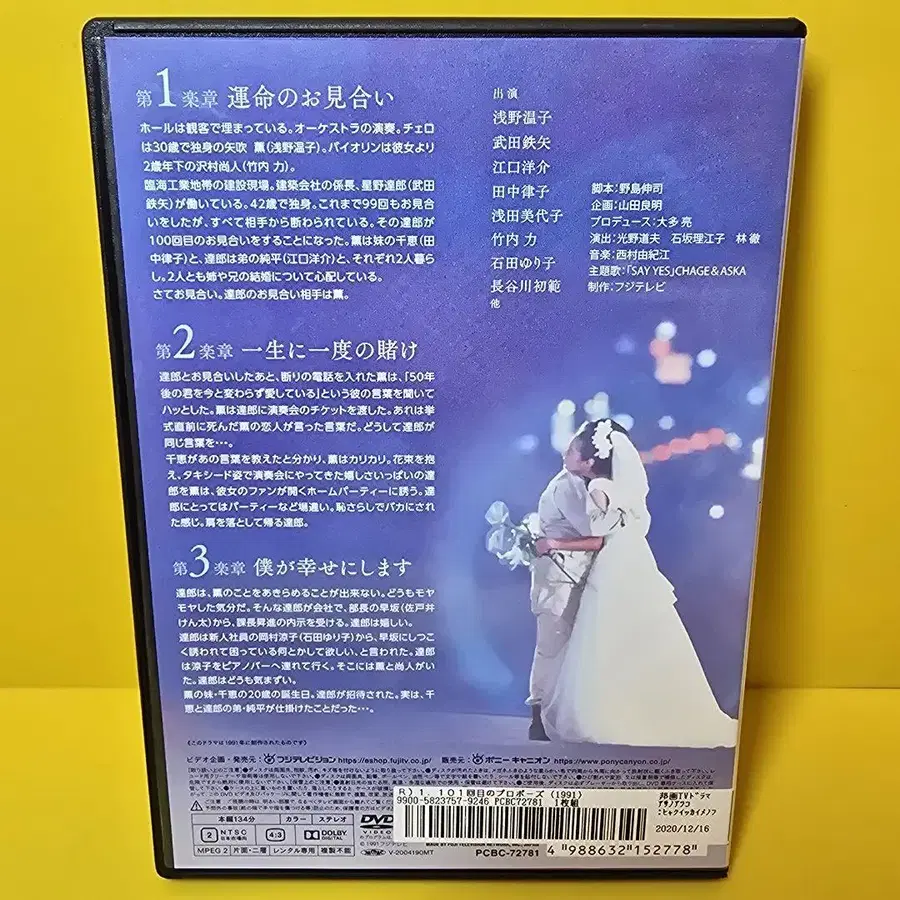 第1楽章 運命のお見合い
ホールは観客で埋まっている。オーケストラの演奏。チェロ
は30歳で独身の矢吹 薫(浅野温子)。バイオリンは彼女より
2歳年下の沢村尚人(竹内 力)。
臨海工業地帯の建設現場。建築会社の係長、星野達郎(武田
鉄矢)が働いている。42歳で独身。これまで99回もお見合
いをしたが、すべて相手から断わられている。その達郎が
100回目のお見合いをすることになった。薫は妹の千恵(田
中律子)と、達郎は弟の純平(江口洋介)と、それぞれ2人暮ら
し。2人とも姉や兄の結婚について心配している。
さてお見合い。達郎のお見合い相手は薫。
第2楽章 一生に一度の賭け
達郎とお見合いしたあと、断りの電話を入れた薫は、「50年
後の君を今と変わらず愛している」という彼の言葉を聞いて
ハッとした。薫は達郎に演奏会のチケットを渡した。あれは挙
式直前に死んだ薫の恋人が言った言葉だ。どうして達郎が
同じ言葉を…。
千恵があの言葉を教えたと分かり、薫はカリカリ。花束を抱
え、タキシード姿で演奏会にやってきた嬉しさいっぱいの達
郎を薫は、彼女のファンが開くホームパーティーに誘う。達
郎にとってはパーティーなど場違い。恥さらしでバカにされ
た感じ。肩を落として帰る達郎。
第3楽章 僕が幸せにします
達郎は、薫のことをあきらめることが出来ない。どうもモヤ
モヤした気分だ。そんな達郎が会社で、部長の早坂(佐戸井
けん太)から、課長昇進の内示を受ける。達郎は嬉しい。
達郎は新人社員の岡村涼子(石田ゆり子)から、早坂にしつこ
く誘われて困っている何とかして欲しい、と言われた。達郎
は涼子をピアノバーへ連れて行く。そこには薫と尚人がい
た。達郎はどうも気まずい。
薫の妹・千恵の20歳の誕生日。達郎が招待された。実は、千
恵と達郎の弟・純平が仕掛けたことだった…。
出演
浅野温子
武田鉄矢
江口洋介
田中律子
浅田美代子
竹内 力
石田ゆり子
長谷川初範
他
脚本:野島伸司
企画:山田良明
プロデュース:大多 亮
演出:光野道夫 石坂理江子 林 徹
音楽:西村由紀江
主題歌:「SAY YES」CHAGE&ASKA
制作:フジテレビ
《このドラマは1991年に制作されたものです》
ビデオ企画・発売元: フジテレビジョン https://eshop.fujitv.co.jp/ 販売元: ポニー キャニオン https://www.ponycanyon.co.jp/
本編134分 カラー ステレオ
2 NTSC 日本市場向 4:3 DOLBY DIGITAL
MPEG 2 片面・二層 レンタル専用 複製不能
DVD VIDEO
©1991フジテレビ V-2004190MT
PCBC-72781
R)1．101回目のプロポーズ (1991)
9900-5823757-9246 PCBC72781 1枚組
4 988632 152778
邦画TVドラマ
2020/12/16